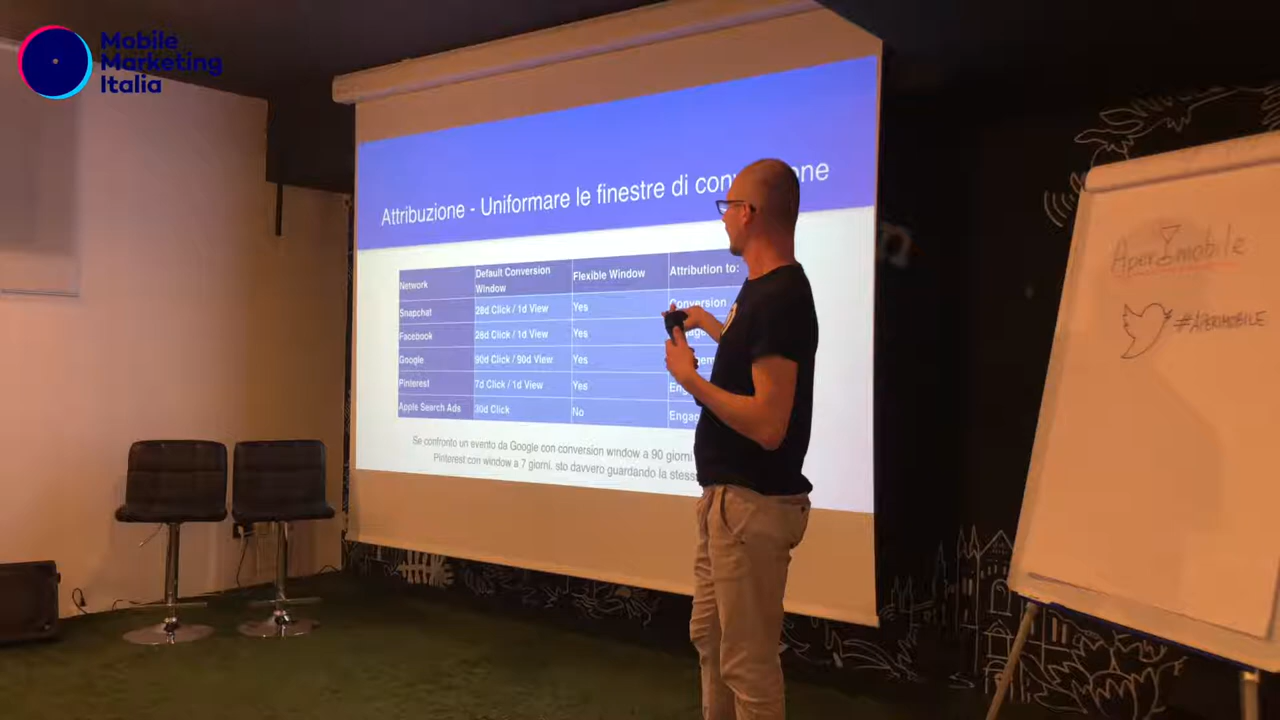 Mobile
Marketing
Italia
Attribuzione - Uniformare le finestre di
Network Default Conversion Window Flexible Window Attribution to:
Snapchat 28d Click / 1d View Yes Conversion
Facebook 28d Click / 1d View Yes
Google 90d Click / 90d View Yes
Pinterest 7d Click / 1d View Yes
Apple Search Ads 30d Click No
Se confronto un evento da Google con conversion window a 90 giorni
Pinterest con window a 7 giorni, sto davvero guardando la
Aperimobile
#APERIMOBILE